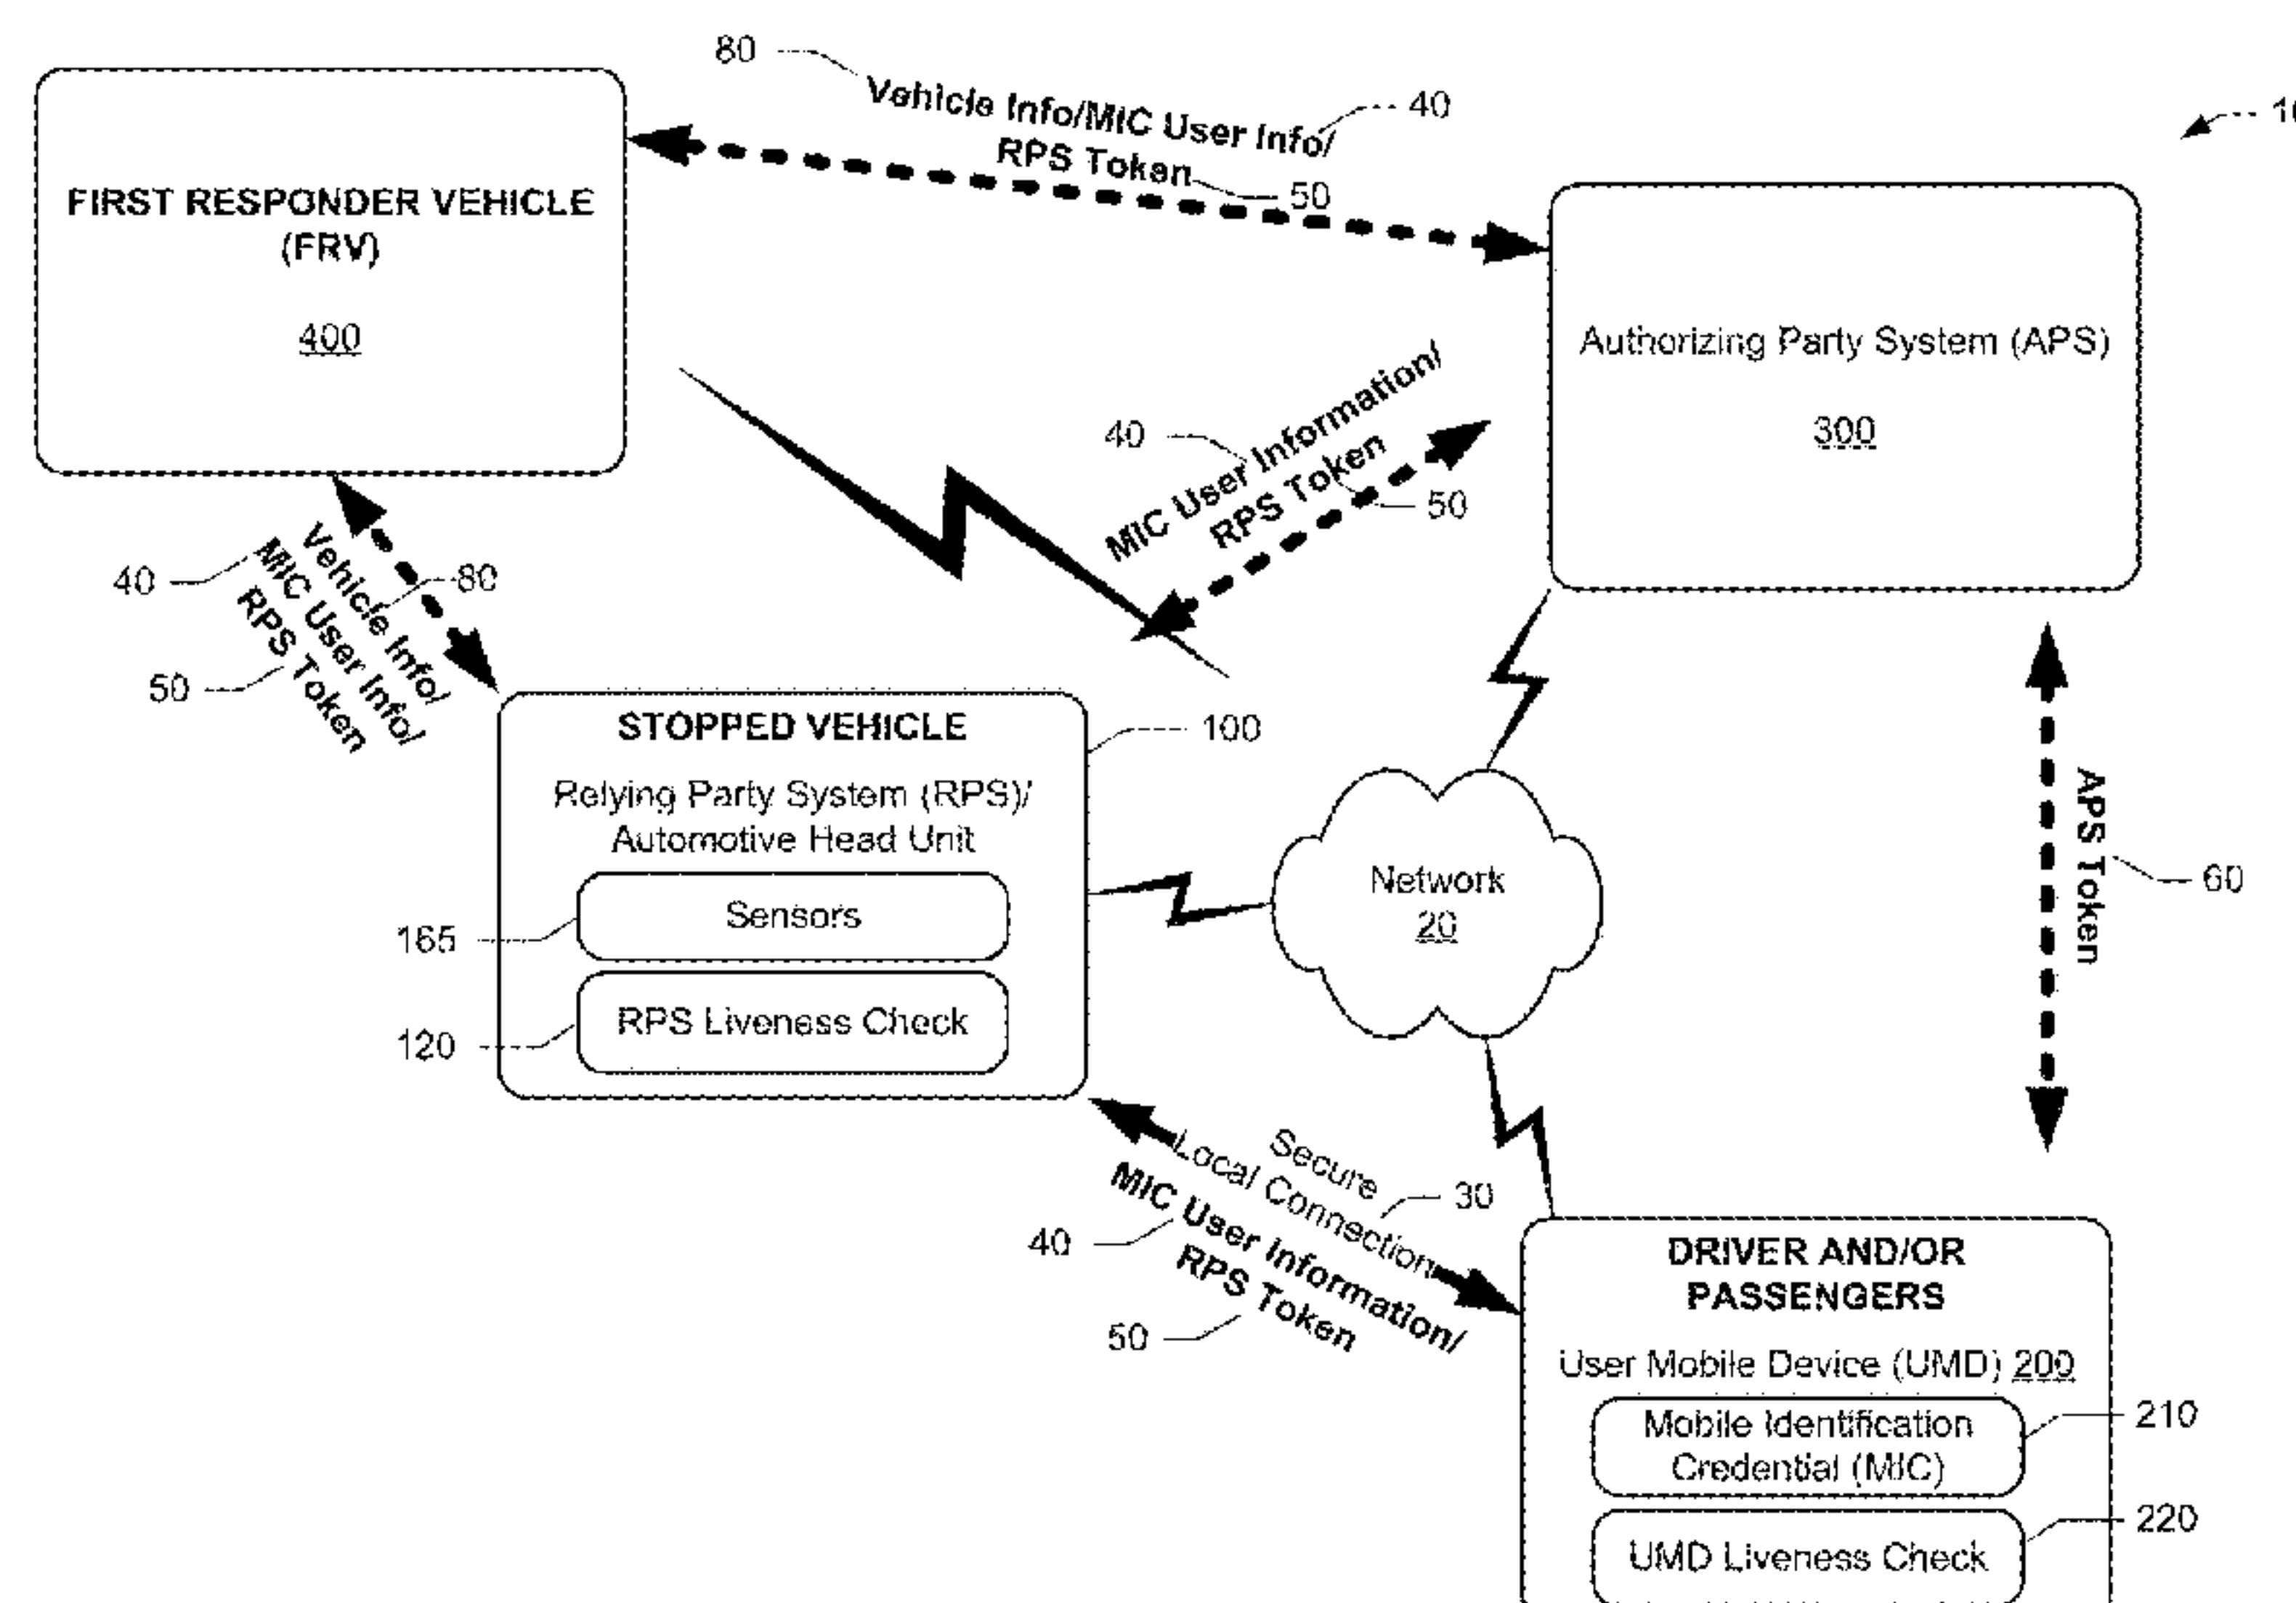 80
Vehicle Info/MIC User Info/
40
RPS Token
50
FIRST RESPONDER VEHICLE
(FRV)
400
Authorizing Party System (APS)
300
40
MIC User Information/
RPS Token
50
Vehicle Info/
80
40
MIC User Info/
50
RPS Token
STOPPED VEHICLE
100
Relying Party System (RPS)/
Automotive Head Unit
Sensors
165
RPS Liveness Check
120
Network
20
APS Token
60
Secure
Local Connection
30
40
MIC User Information/
50
RPS Token
DRIVER AND/OR
PASSENGERS
User Mobile Device (UMD) 200
Mobile Identification
Credential (MIC)
210
UMD Liveness Check
220